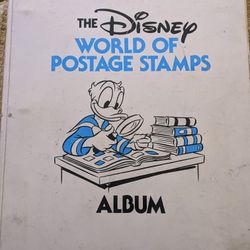 THE DISNEY
WORLD OF
POSTAGE STAMPS
ALBUM